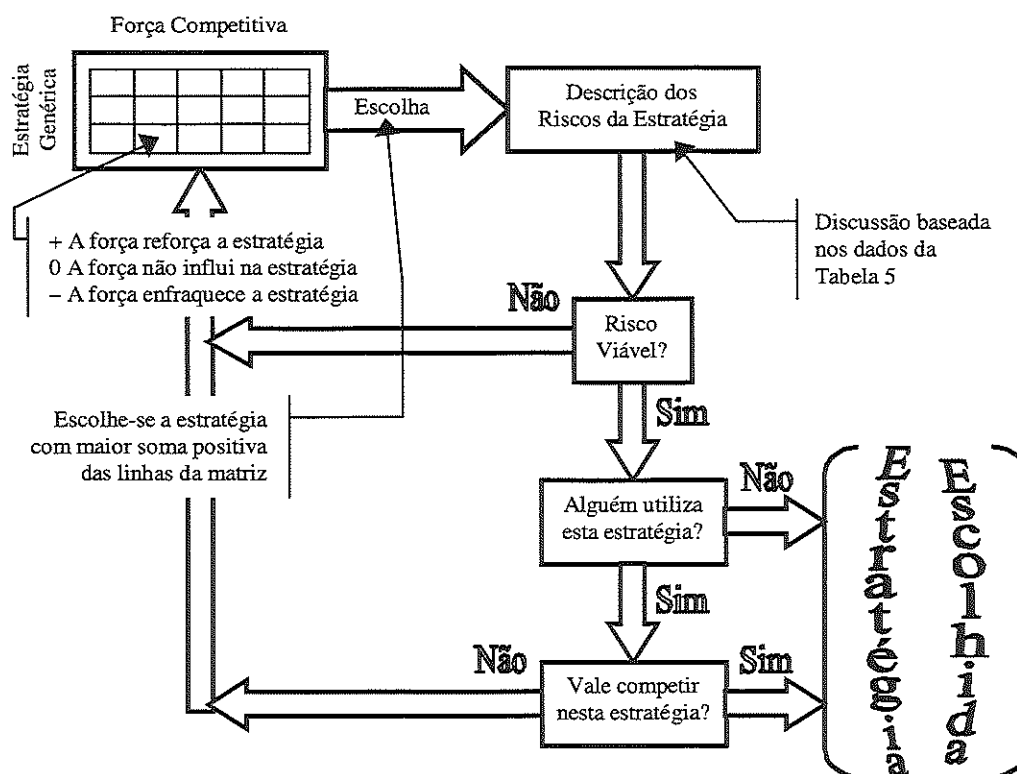 Força Competitiva
Estratégia
Genérica
Escolha
Descrição dos
Riscos da Estratégia
+ A força reforça a estratégia
0 A força não influi na estratégia
– A força enfraquece a estratégia
Discussão baseada
nos dados da
Tabela 5
Não
Risco
Viável?
Sim
Escolhe-se a estratégia
com maior soma positiva
das linhas da matriz
Alguém utiliza
esta estratégia?
Não
Sim
Não
Vale competir
nesta estratégia?
Sim
Estratégia
Escolhida